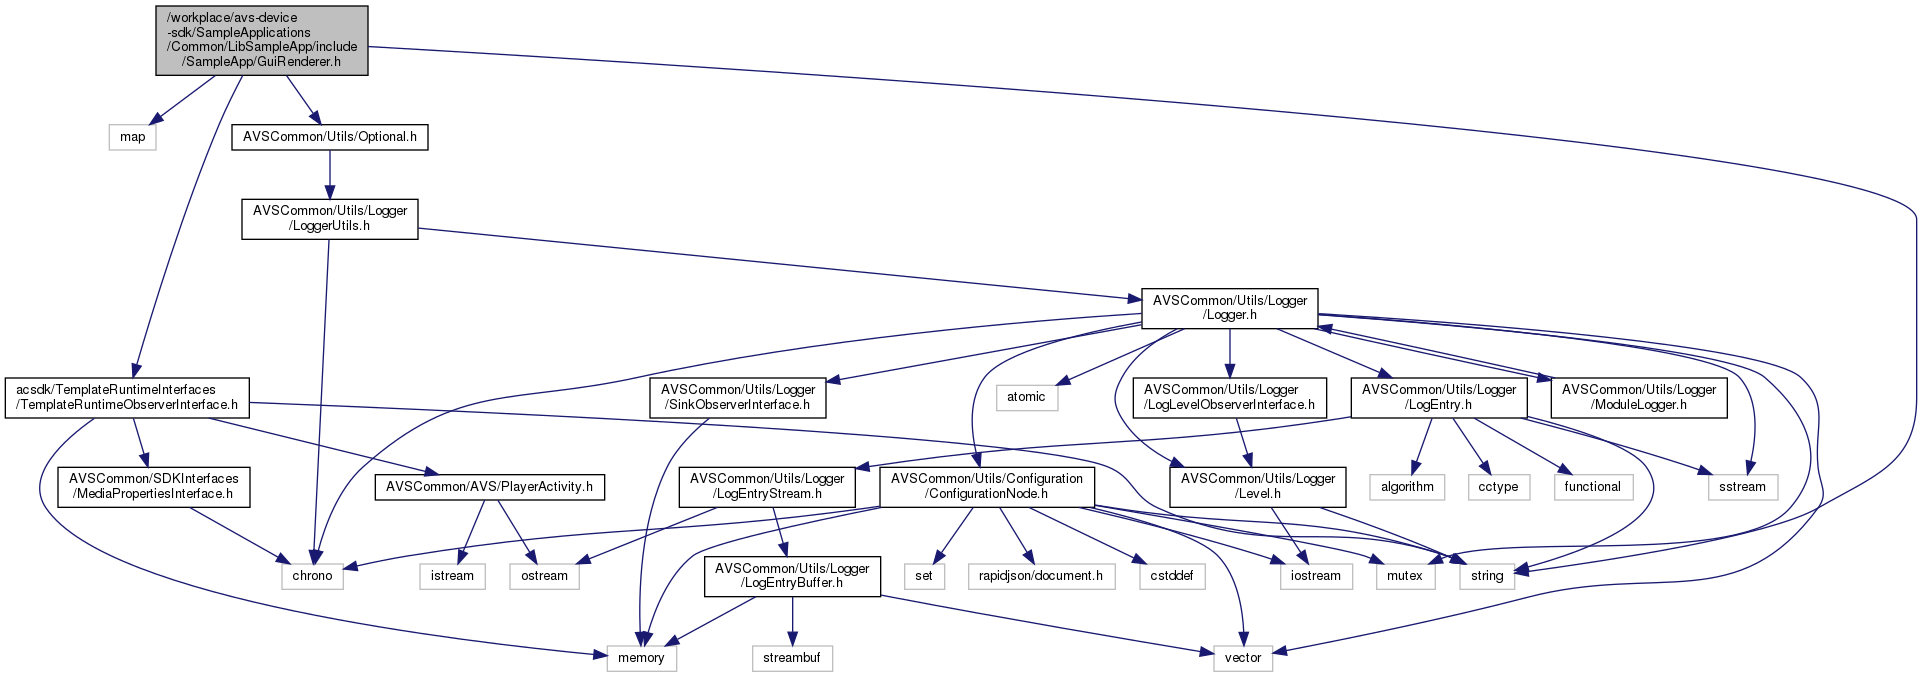 /workplace/avs-device
-sdk/SampleApplications
/Common/LibSampleApp/include
/SampleApp/GuiRenderer.h
map
AVSCommon/Utils/Optional.h
AVSCommon/Utils/Logger
/LoggerUtils.h
AVSCommon/Utils/Logger
/Logger.h
acsdk/TemplateRuntimeInterfaces
/TemplateRuntimeObserverInterface.h
AVSCommon/Utils/Logger
/SinkObserverInterface.h
atomic
AVSCommon/Utils/Logger
/LogLevelObserverInterface.h
AVSCommon/Utils/Logger
/LogEntry.h
AVSCommon/Utils/Logger
/ModuleLogger.h
AVSCommon/SDKInterfaces
/MediaPropertiesInterface.h
AVSCommon/AVS/PlayerActivity.h
AVSCommon/Utils/Logger
/LogEntryStream.h
AVSCommon/Utils/Configuration
/ConfigurationNode.h
AVSCommon/Utils/Logger
/Level.h
algorithm
cctype
functional
sstream
chrono
istream
ostream
AVSCommon/Utils/Logger
/LogEntryBuffer.h
set
rapidjson/document.h
cstddef
iostream
mutex
string
memory
streambuf
vector